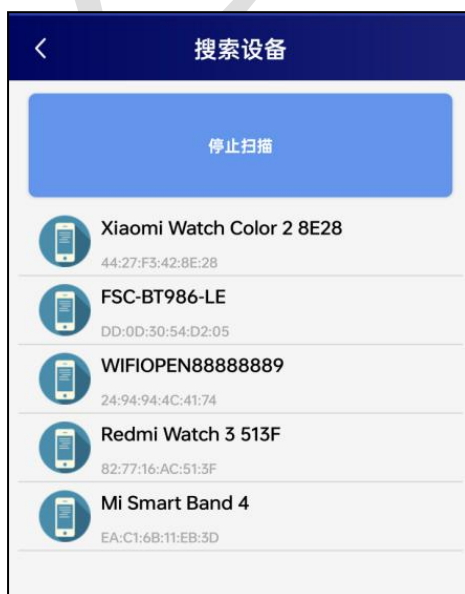 搜索设备
停止扫描
Xiaomi Watch Color 2 8E28
44:27:F3:42:8E:28
FSC-BT986-LE
DD:0D:30:54:D2:05
WIFIOPEN88888889
24:94:94:4C:41:74
Redmi Watch 3 513F
82:77:16:AC:51:3F
Mi Smart Band 4
EA:C1:6B:11:EB:3D